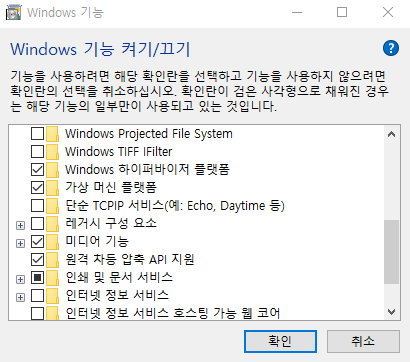 Windows 기능
Windows 기능 켜기/끄기
기능을 사용하려면 해당 확인란을 선택하고 기능을 사용하지 않으려면
확인란의 선택을 취소하십시오. 확인란이 검은 사각형으로 채워진 경우
는 해당 기능의 일부만이 사용되고 있는 것입니다.
Windows Projected File System
Windows TIFF IFilter
Windows 하이퍼바이저 플랫폼
가상 머신 플랫폼
단순 TCPIP 서비스(예: Echo, Daytime 등)
레거시 구성 요소
미디어 기능
원격 차등 압축 API 지원
인쇄 및 문서 서비스
인터넷 정보 서비스
인터넷 정보 서비스 호스팅 가능 웹 코어
확인
취소